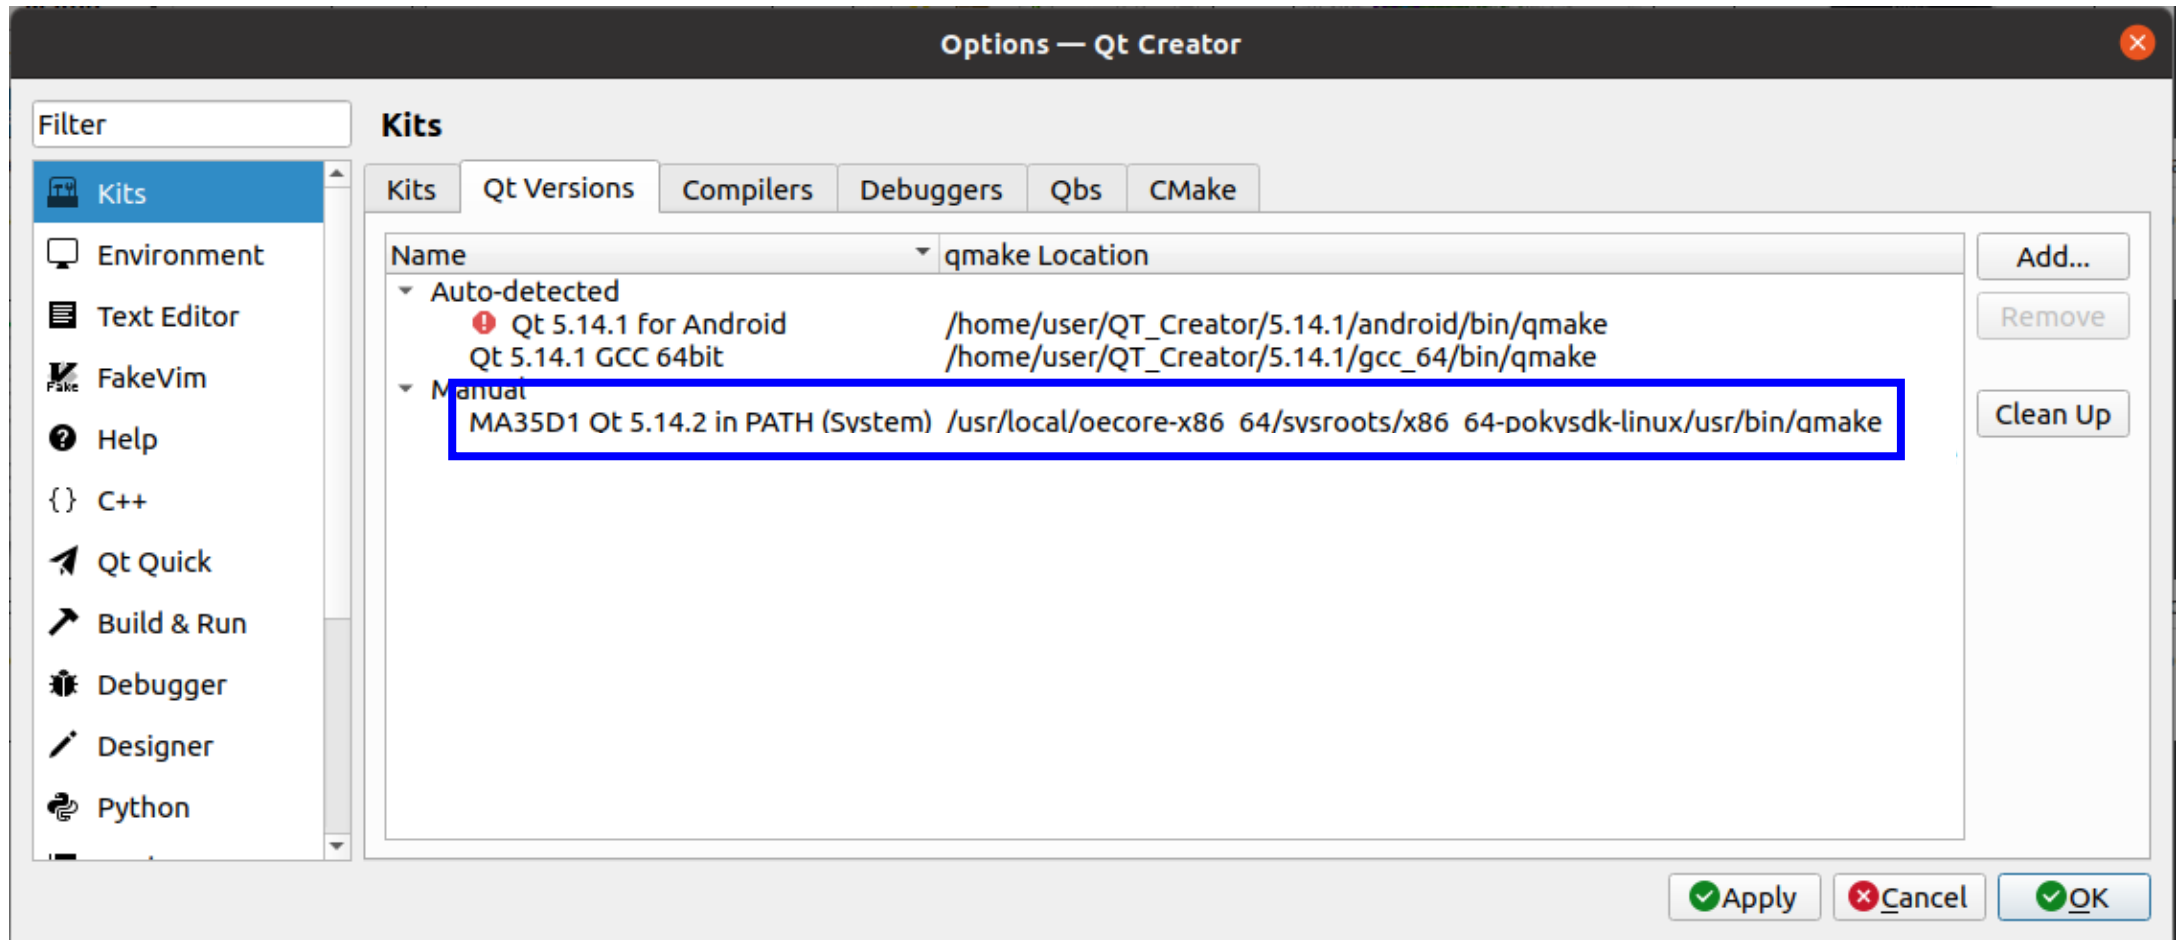 Options — Qt Creator
Filter
Kits
Environment
Text Editor
FakeVim
Help
C++
Qt Quick
Build & Run
Debugger
Designer
Python
Kits
Kits Qt Versions Compilers Debuggers Qbs CMake
Name qmake Location
Auto-detected
Qt 5.14.1 for Android /home/user/QT_Creator/5.14.1/android/bin/qmake
Qt 5.14.1 GCC 64bit /home/user/QT_Creator/5.14.1/gcc_64/bin/qmake
Manual
MA35D1 Qt 5.14.2 in PATH (System) /usr/local/oecore-x86_64/sysroots/x86_64-pokysdk-linux/usr/bin/qmake
Add...
Remove
Clean Up
Apply Cancel OK